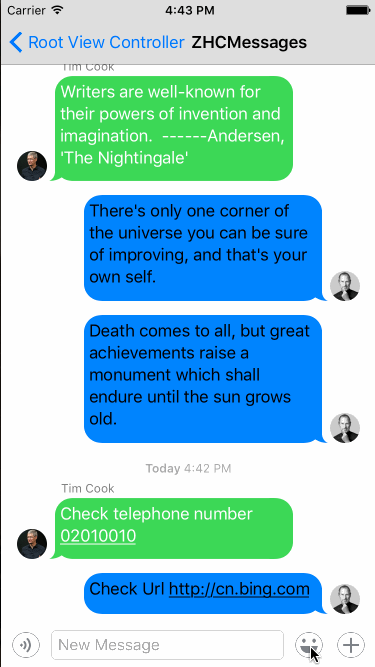 Carrier 4:43 PM
Root View Controller ZHCMessages
Tim Cook
Writers are well-known for
their powers of invention and
imagination.  ------Andersen,
'The Nightingale'
There's only one corner of
the universe you can be sure
of improving, and that's your
own self.
Death comes to all, but great
achievements raise a
monument which shall
endure until the sun grows
old.
Today 4:42 PM
Tim Cook
Check telephone number
02010010
Check Url http://cn.bing.com
New Message